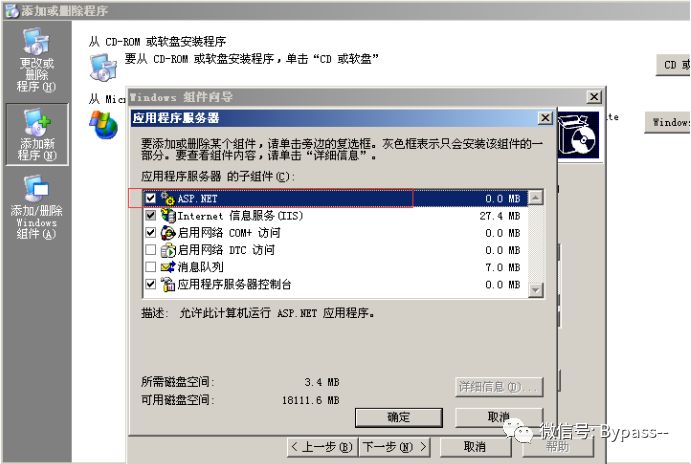 添加或删除程序
更改或
删除
程序(H)
添加新
程序(N)
添加/删除
Windows
组件(A)
从 CD-ROM 或软盘安装程序
要从 CD-ROM 或软盘安装程序，单击“CD 或软盘”
CD 或
从 Mic
Windows
Windows 组件向导
应用程序服务器
要添加或删除某个组件，请单击旁边的复选框。灰色框表示只会安装该组件的一
部分。要查看组件内容，请单击“详细信息”。
应用程序服务器 的子组件(C):
ASP.NET 0.0 MB
Internet 信息服务(IIS) 27.4 MB
启用网络 COM+ 访问 0.0 MB
启用网络 DTC 访问 0.0 MB
消息队列 7.0 MB
应用程序服务器控制台 0.0 MB
描述: 允许此计算机运行 ASP.NET 应用程序。
所需磁盘空间: 3.4 MB
可用磁盘空间: 18111.6 MB
详细信息(D)...
确定
取消
< 上一步(B)
下一步(N) >
取消
帮助
微信号: Bypass--